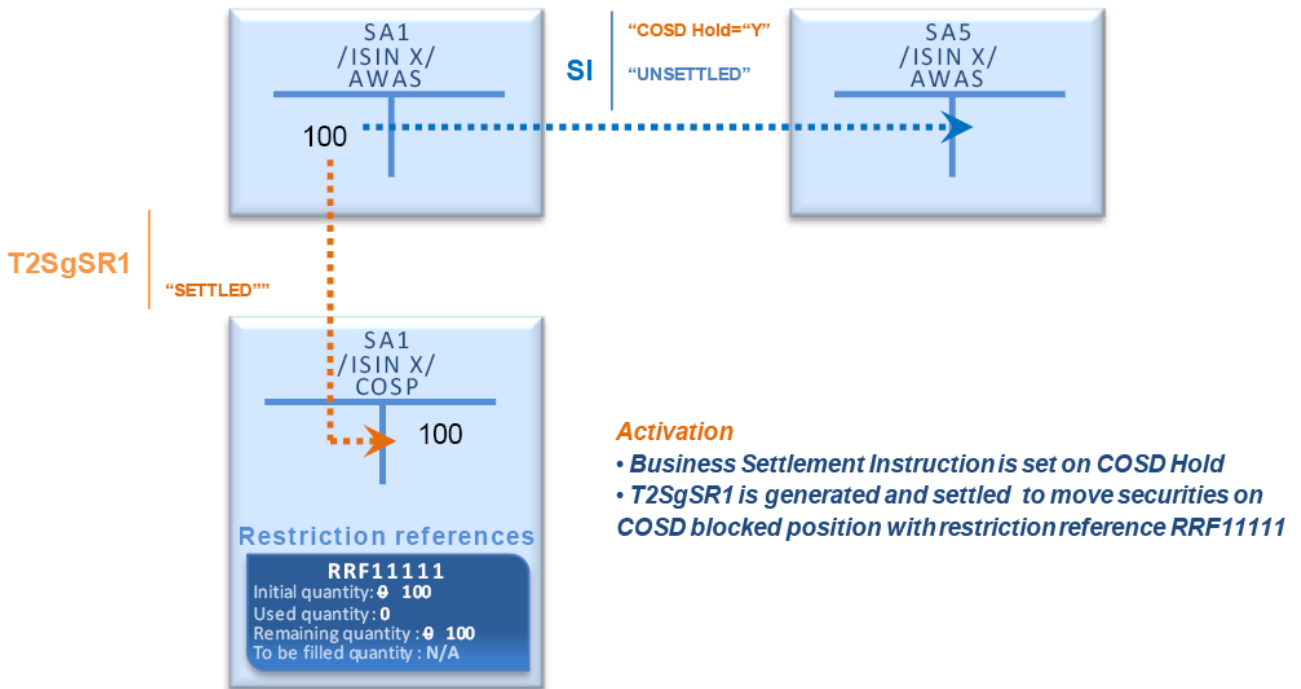 SA1
/ISIN X/
AWAS
100
SI
“COSD Hold=“Y”
“UNSETTLED”
SA5
/ISIN X/
AWAS
T2SgSR1
“SETTLED””
SA1
/ISIN X/
COSP
100
Restriction references
RRF11111
Initial quantity: 0 100
Used quantity : 0
Remaining quantity : 0 100
To be filled quantity : N/A
Activation
• Business Settlement Instruction is set on COSD Hold
• T2SgSR1 is generated and settled to move securities on
COSD blocked position with restriction reference RRF11111